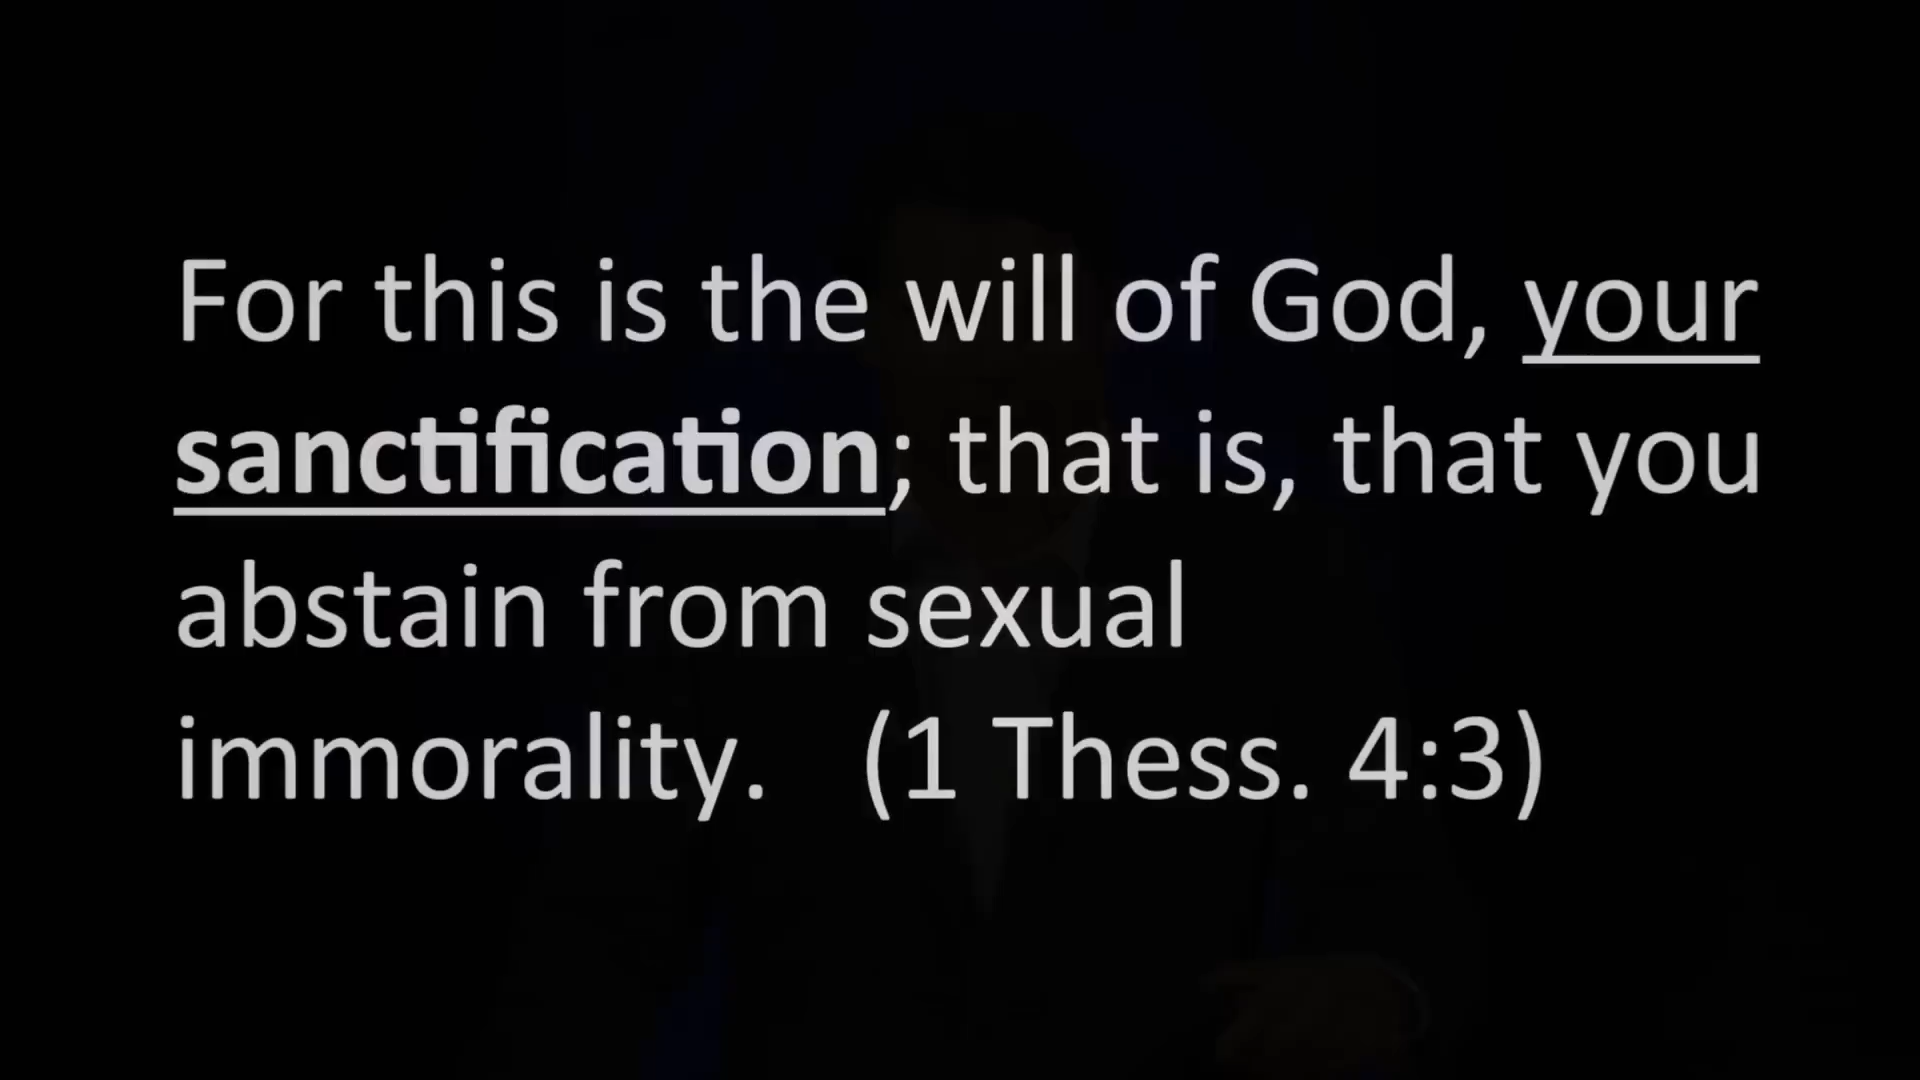 For this is the will of God, your
sanctification; that is, that you
abstain from sexual
immorality. (1 Thess. 4:3)